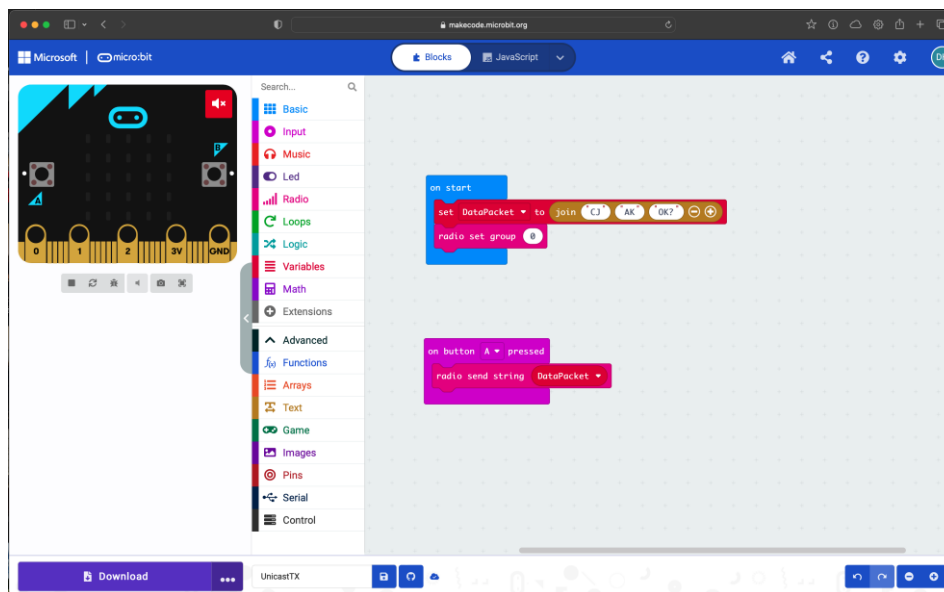 makecode.microbit.org
Microsoft micro:bit Blocks JavaScript
Search...
Basic
Input
Music
Led
Radio
Loops
Logic
Variables
Math
Extensions
Advanced
Functions
Arrays
Text
Game
Images
Pins
Serial
Control
B
A
0 1 2 3V GND
on start
set DataPacket to join "CJ" "AK" "OK?"
radio set group 0
on button A pressed
radio send string DataPacket
Download
UnicastTX